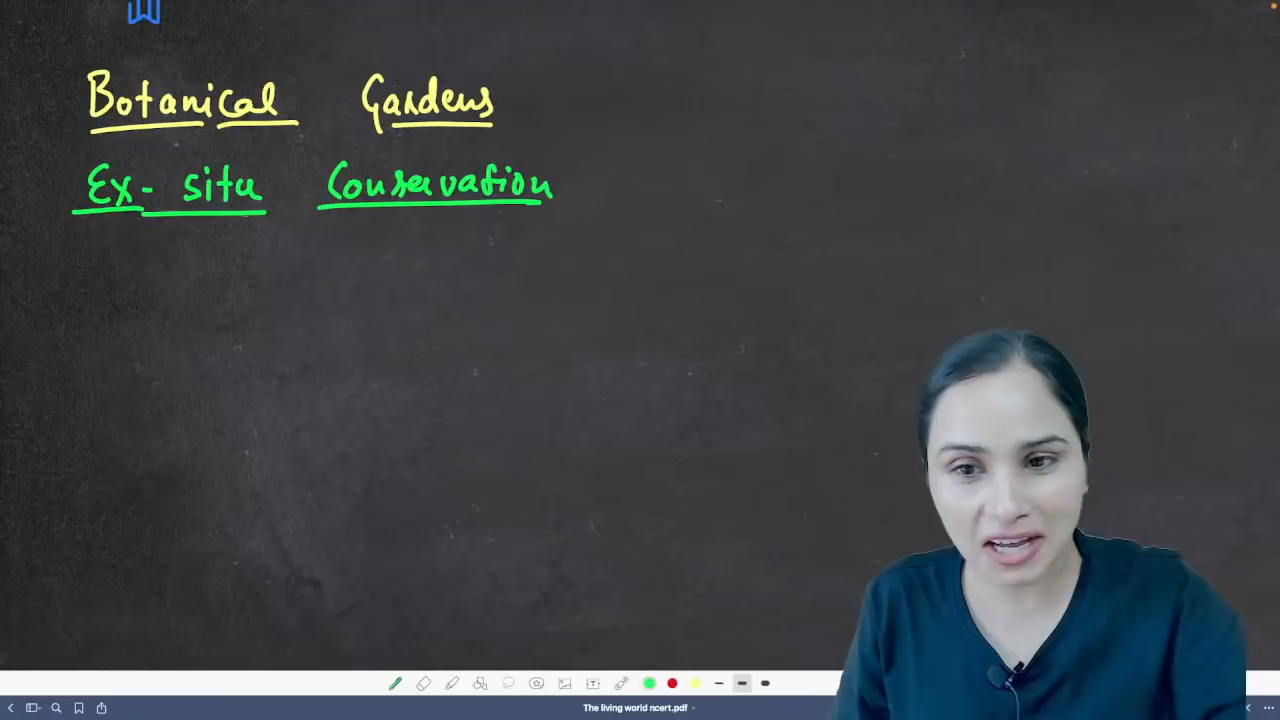 Botanical Gardens
Ex-situ Conservation
The living world ncert.pdf